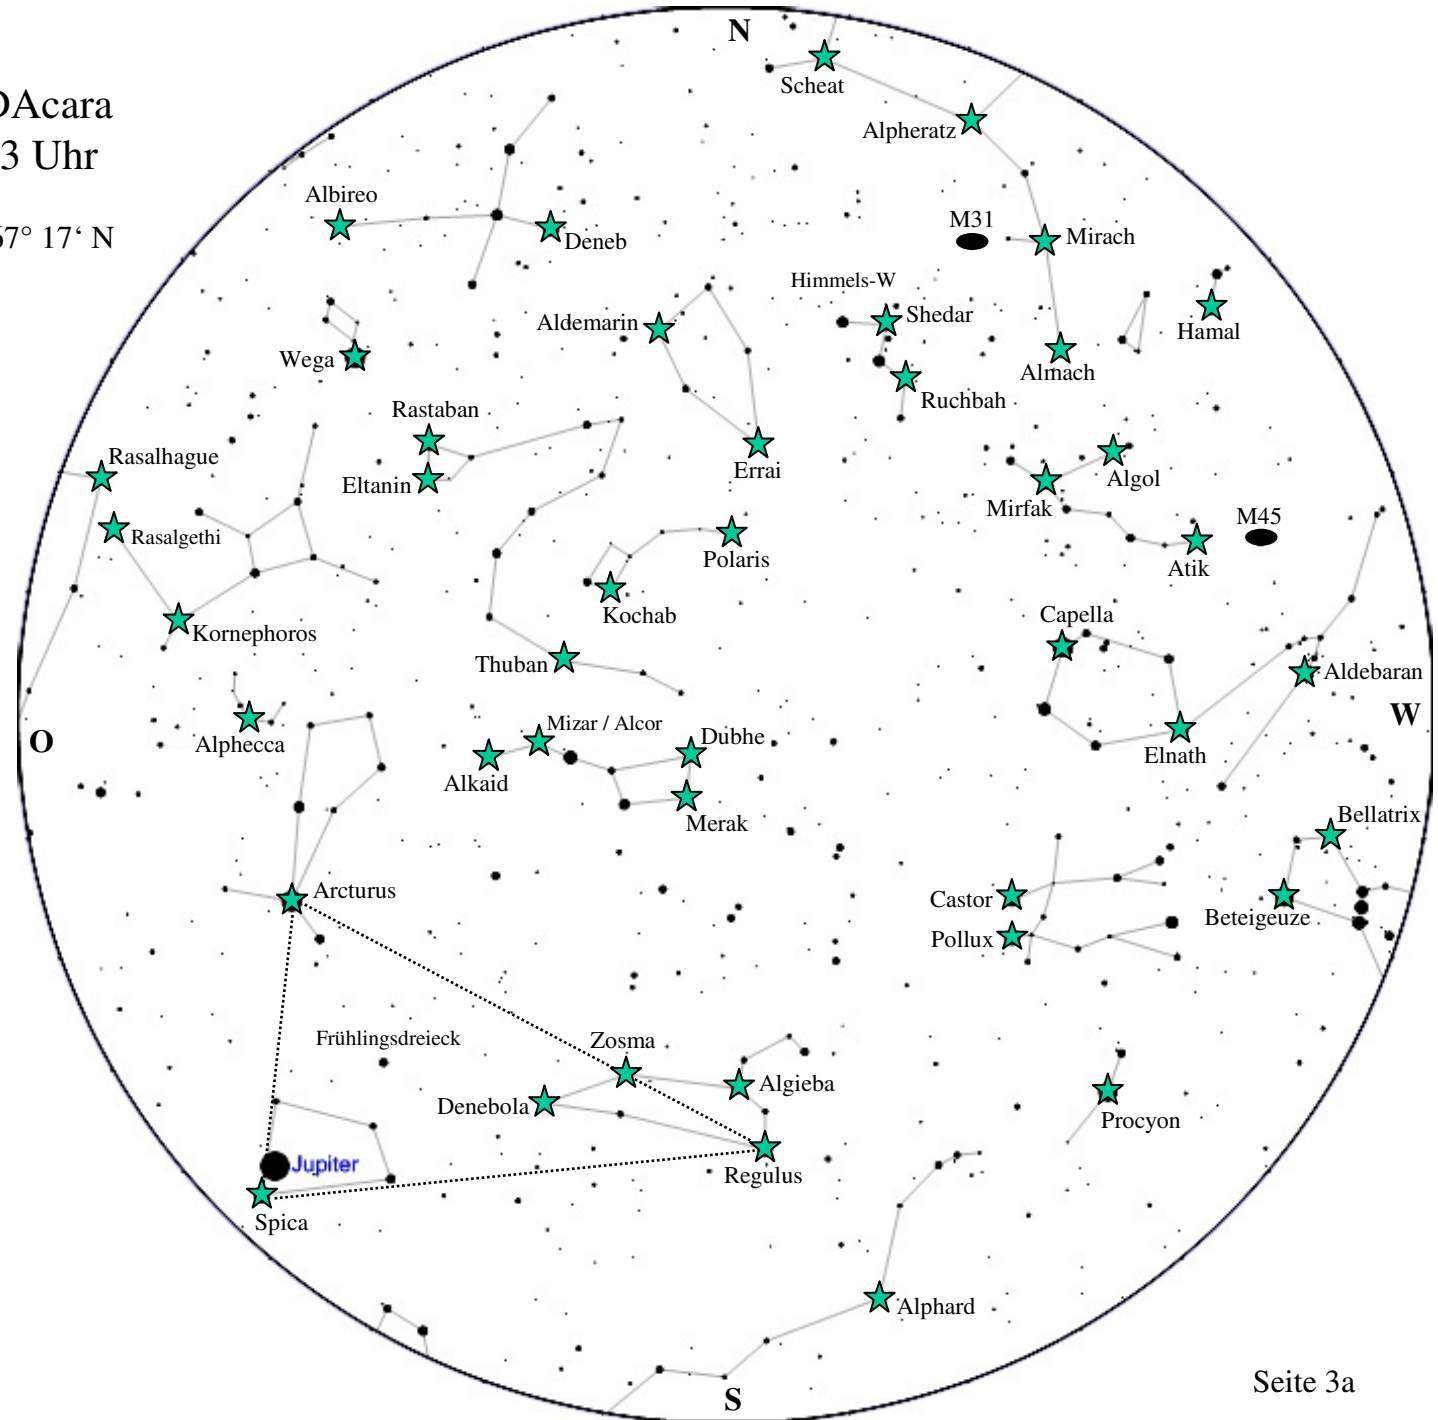 N
Scheat
DAcara
3 Uhr
Alpheratz
Albireo
M31
Mirach
67° 17‘ N
Deneb
Himmels-W
Shedar
Aldemarin
Hamal
Wega
Almach
Ruchbah
Rastaban
Rasalhague
Errai
Algol
Eltanin
Mirfak
M45
Rasalgethi
Polaris
Atik
Kochab
Capella
Kornephoros
Thuban
Aldebaran
W
Mizar / Alcor
Dubhe
O
Alphecca
Elnath
Alkaid
Merak
Bellatrix
Arcturus
Castor
Beteigeuze
Pollux
Frühlingsdreieck
Zosma
Algieba
Denebola
Procyon
Jupiter
Regulus
Spica
Alphard
Seite 3a
S